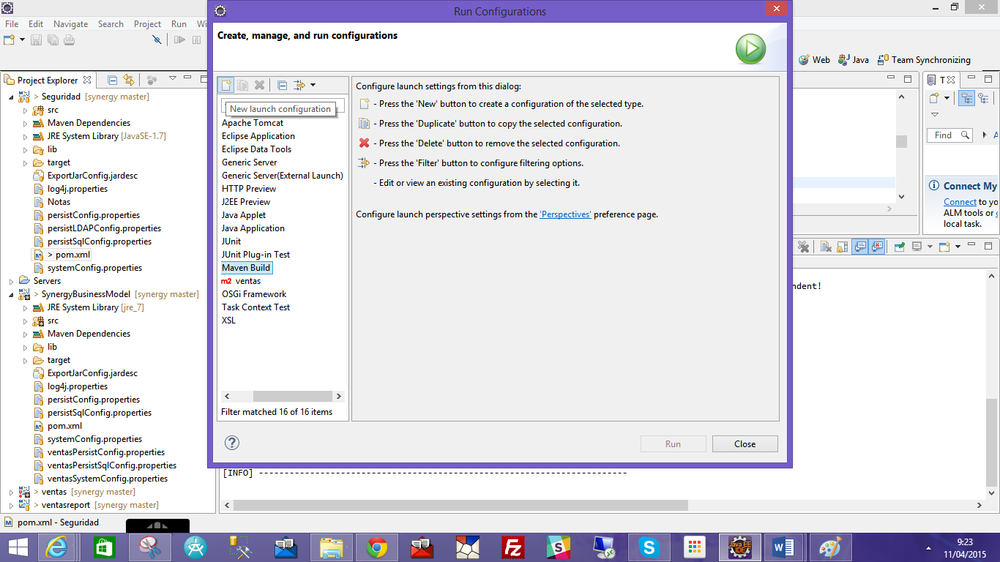 Run Configurations
File Edit Navigate Search Project Run Wi
Create, manage, and run configurations
Web Java Team Synchronizing
Project Explorer
> Seguridad [synergy master]
src
Maven Dependencies
JRE System Library [JavaSE-1.7]
lib
target
ExportJarConfig.jardesc
log4j.properties
Notas
persistConfig.properties
persistLDAPConfig.properties
persistSqlConfig.properties
> pom.xml
systemConfig.properties
Servers
> SynergyBusinessModel [synergy master]
JRE System Library [jre_7]
src
Maven Dependencies
lib
target
ExportJarConfig.jardesc
log4j.properties
persistConfig.properties
persistSqlConfig.properties
pom.xml
systemConfig.properties
ventasPersistConfig.properties
ventasPersistSqlConfig.properties
ventasSystemConfig.properties
> ventas [synergy master]
> ventasreport [synergy master]
New launch configuration
Apache Tomcat
Eclipse Application
Eclipse Data Tools
Generic Server
Generic Server(External Launch)
HTTP Preview
J2EE Preview
Java Applet
Java Application
JUnit
JUnit Plug-in Test
Maven Build
m2 ventas
OSGi Framework
Task Context Test
XSL
Filter matched 16 of 16 items
Configure launch settings from this dialog:
- Press the 'New' button to create a configuration of the selected type.
- Press the 'Duplicate' button to copy the selected configuration.
- Press the 'Delete' button to remove the selected configuration.
- Press the 'Filter' button to configure filtering options.
- Edit or view an existing configuration by selecting it.
Configure launch perspective settings from the 'Perspectives' preference page.
Run
Close
T
Find
A
Connect My
Connect to yo
ALM tools or
local task.
ndent!
[INFO] ------------------------------------------------------------------------
pom.xml - Seguridad
Java EE
IDE
9:23
11/04/2015